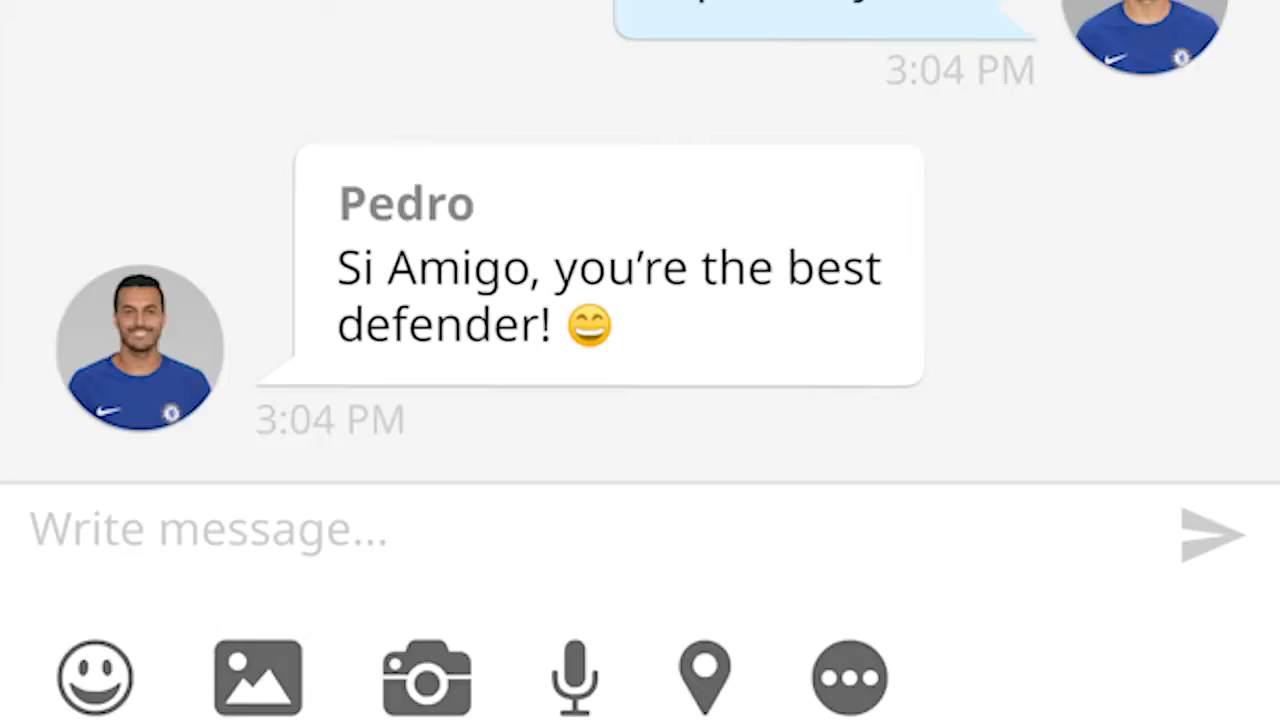 3:04 PM
Pedro
Si Amigo, you’re the best
defender! 😄
3:04 PM
Write message...